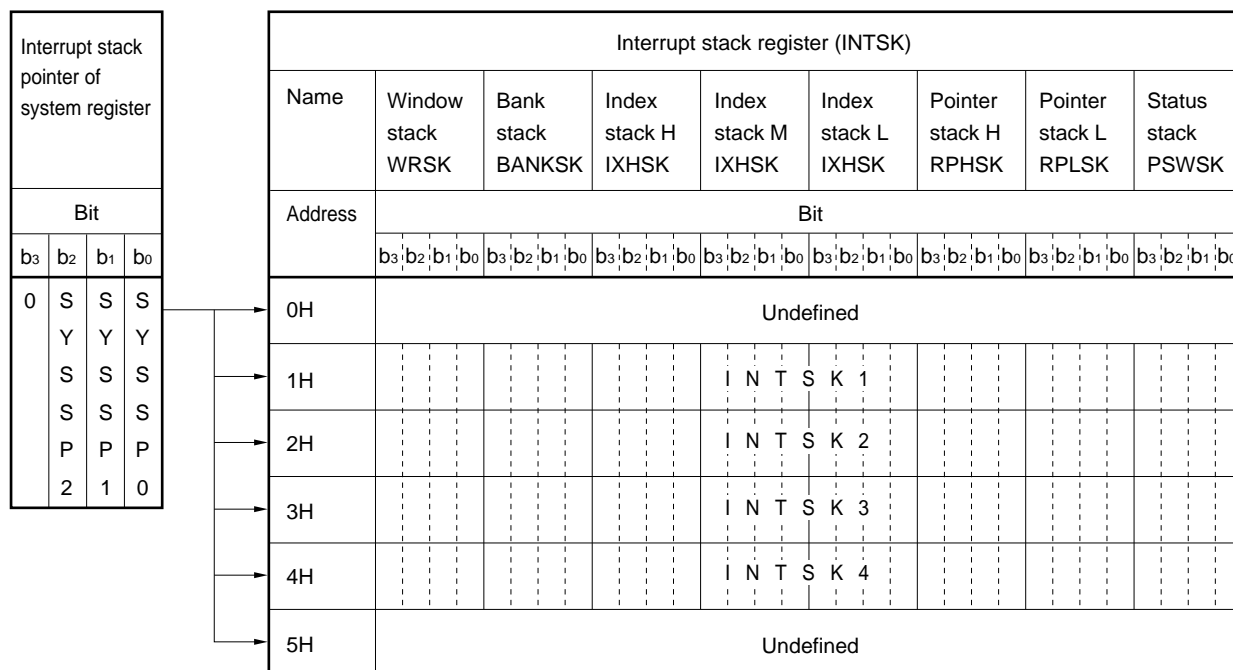 Interrupt stack
pointer of
system register
Bit
b3 b2 b1 b0
0 S S S
Y Y Y
S S S
S S S
P P P
2 1 0
Interrupt stack register (INTSK)
Name Window Bank Index Index Index Pointer Pointer Status
stack stack stack H stack M stack L stack H stack L stack
WRSK BANKSK IXHSK IXHSK IXHSK RPHSK RPLSK PSWSK
Address Bit
b3 b2 b1 b0 b3 b2 b1 b0 b3 b2 b1 b0 b3 b2 b1 b0 b3 b2 b1 b0 b3 b2 b1 b0 b3 b2 b1 b0 b3 b2 b1 b0
0H Undefined
1H I N T S K 1
2H I N T S K 2
3H I N T S K 3
4H I N T S K 4
5H Undefined